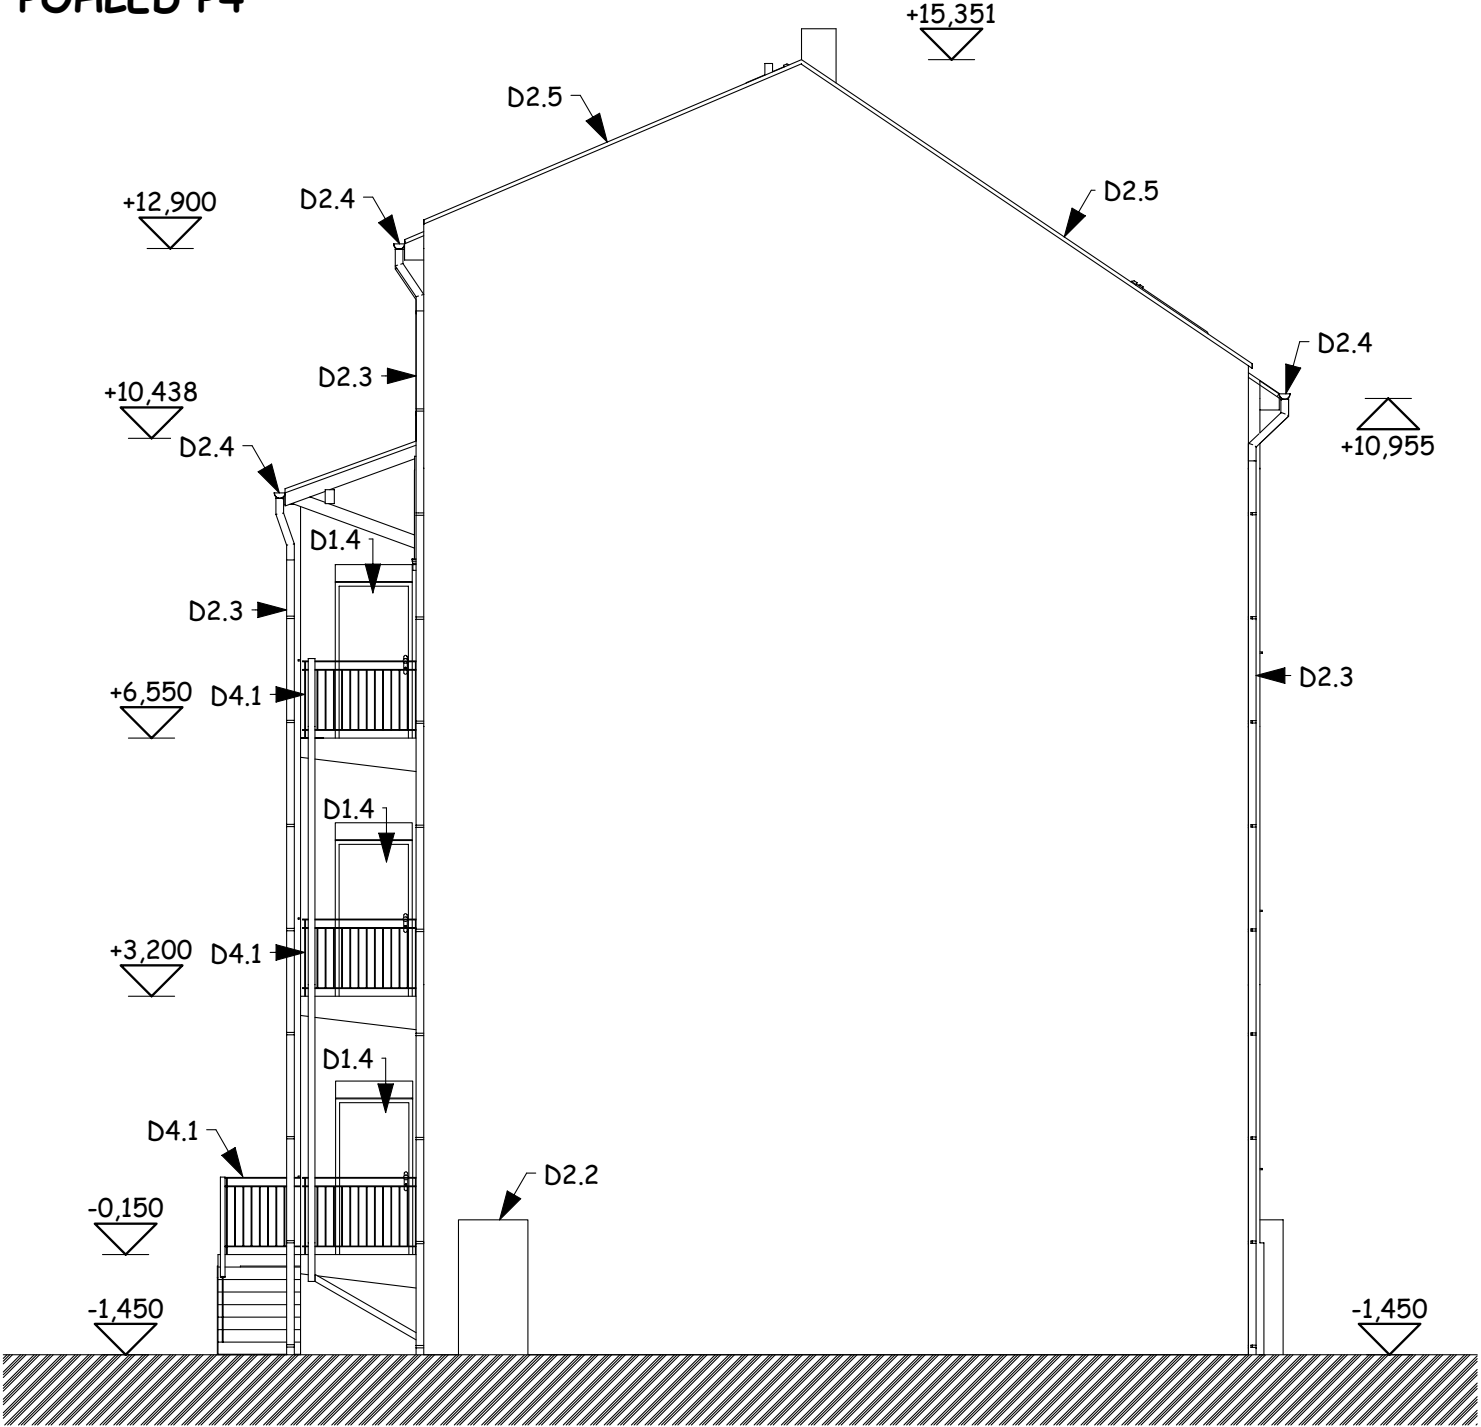 POHLED P4
+15,351
D2.5
D2.5
+12,900
D2.4
D2.4
D2.3
+10,438
+10,955
D2.4
D1.4
D2.3
D2.3
+6,550
D4.1
D1.4
+3,200
D4.1
D1.4
D4.1
D2.2
-0,150
-1,450
-1,450